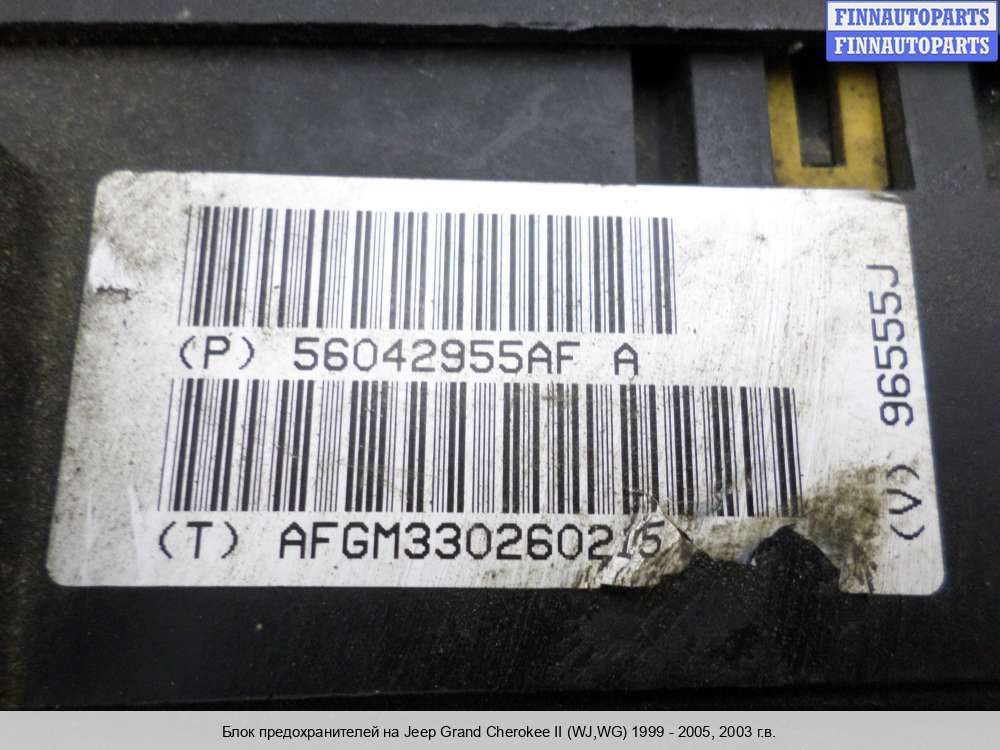 FINNAUTOPARTS
FINNAUTOPARTS
(P) 56042955AF A
(T) AFGM330260215
(V) 96555J
Блок предохранителей на Jeep Grand Cherokee II (WJ,WG) 1999 - 2005, 2003 г.в.